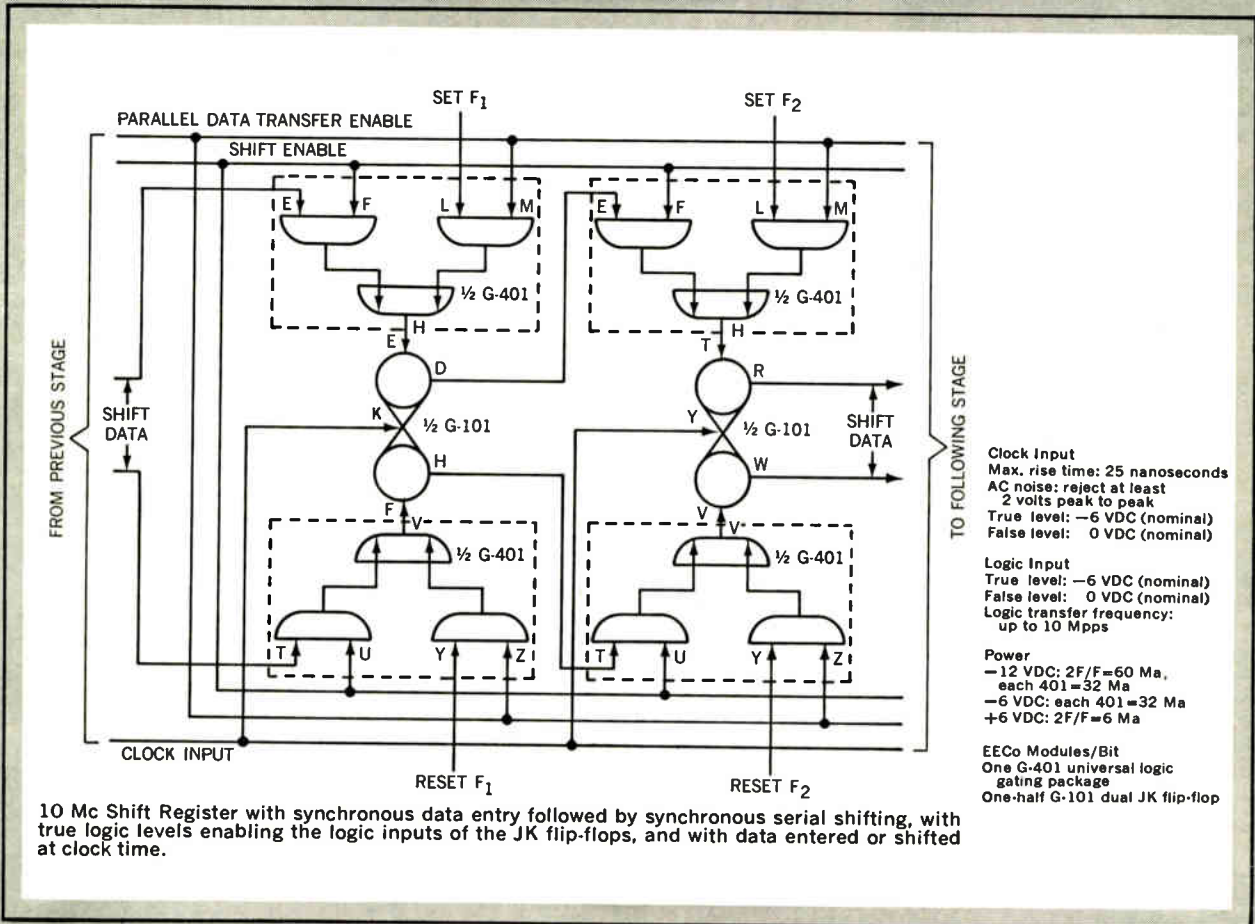 SET F1
SET F2
PARALLEL DATA TRANSFER ENABLE
SHIFT ENABLE
E
F
L
M
E
F
L
M
½ G-401
½ G-401
H
E
H
T
D
R
K
½ G-101
Y
½ G-101
H
W
FROM PREVIOUS STAGE
SHIFT
DATA
SHIFT
DATA
TO FOLLOWING STAGE
F
V
V
V
½ G-401
½ G-401
T
U
Y
Z
T
U
Y
Z
CLOCK INPUT
RESET F1
RESET F2
Clock Input
Max. rise time: 25 nanoseconds
AC noise: reject at least
2 volts peak to peak
True level: −6 VDC (nominal)
False level: 0 VDC (nominal)
Logic Input
True level: −6 VDC (nominal)
False level: 0 VDC (nominal)
Logic transfer frequency:
up to 10 Mpps
Power
−12 VDC: 2F/F=60 Ma,
each 401=32 Ma
−6 VDC: each 401=32 Ma
+6 VDC: 2F/F=6 Ma
EECo Modules/Bit
One G-401 universal logic
gating package
One-half G-101 dual JK flip-flop
10 Mc Shift Register with synchronous data entry followed by synchronous serial shifting, with
true logic levels enabling the logic inputs of the JK flip-flops, and with data entered or shifted
at clock time.